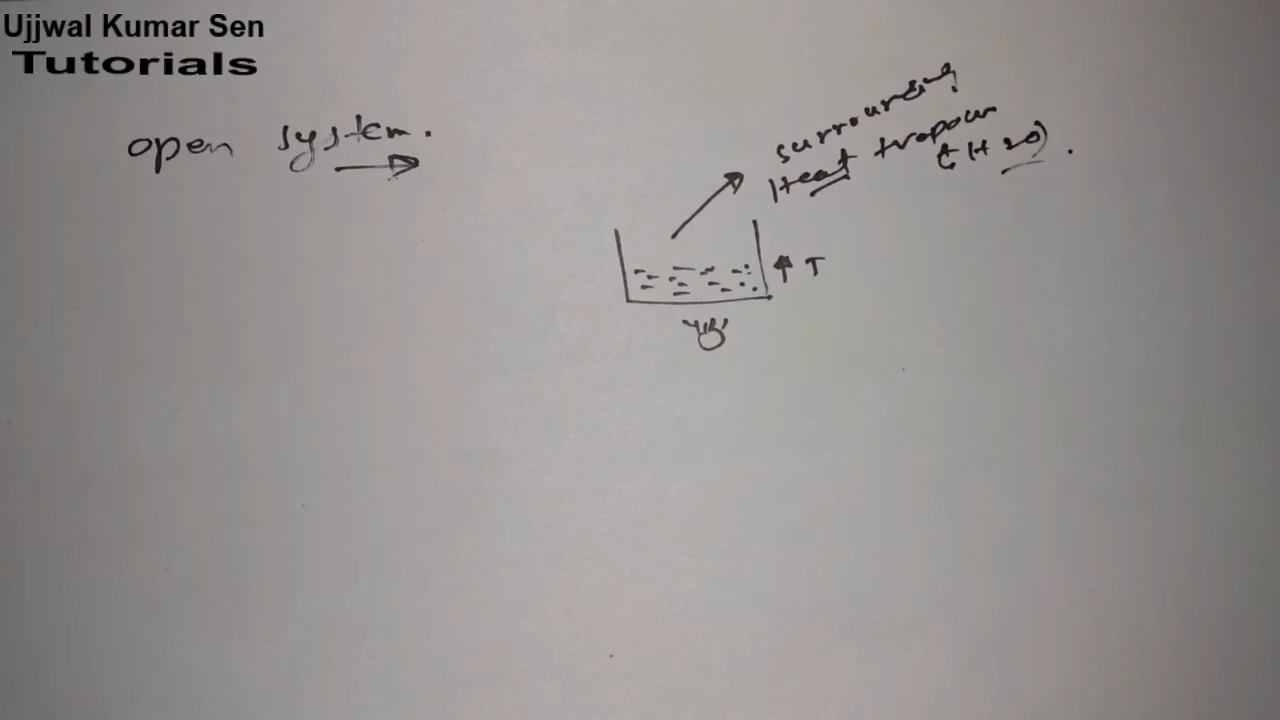 Ujjwal Kumar Sen
Tutorials
open system.
surrounding
Heat + vapour
(H2O).
↑ T